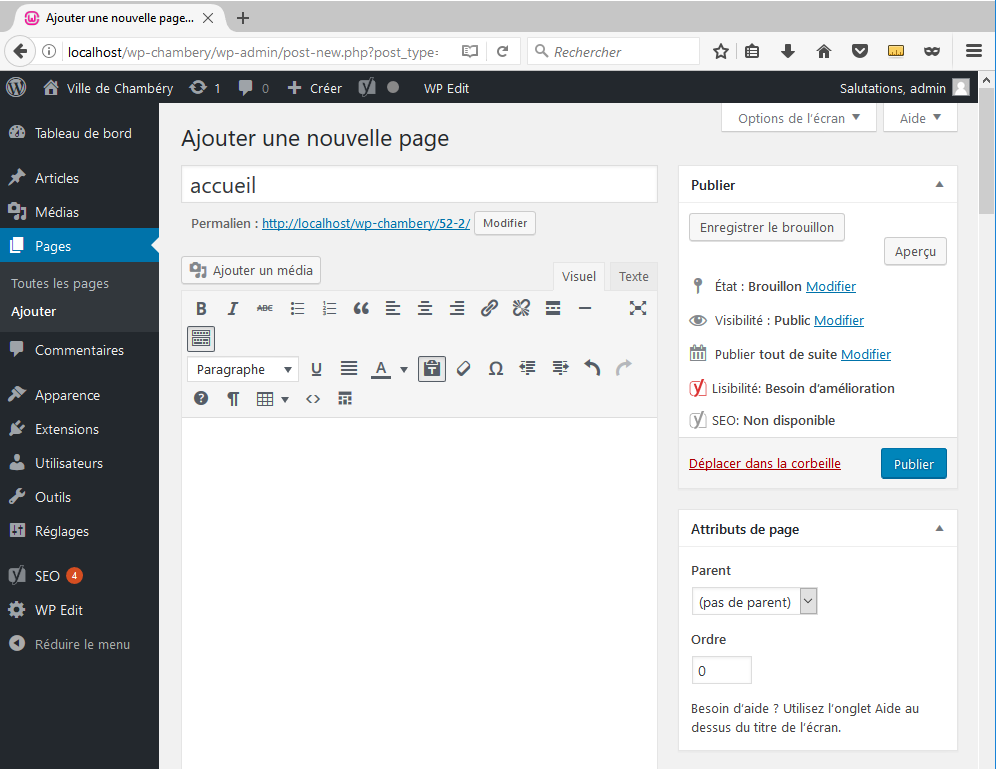 Ajouter une nouvelle page...
localhost/wp-chambery/wp-admin/post-new.php?post_type=
Rechercher
Ville de Chambéry
1
0
Créer
WP Edit
Salutations, admin
Options de l'écran
Aide
Tableau de bord
Articles
Médias
Pages
Toutes les pages
Ajouter
Commentaires
Apparence
Extensions
Utilisateurs
Outils
Réglages
SEO 4
WP Edit
Réduire le menu
Ajouter une nouvelle page
accueil
Permalien : http://localhost/wp-chambery/52-2/ Modifier
Ajouter un média
Visuel
Texte
B I ABC
Paragraphe
U
A
Ω
Publier
Enregistrer le brouillon
Aperçu
État : Brouillon Modifier
Visibilité : Public Modifier
Publier tout de suite Modifier
Lisibilité: Besoin d'amélioration
SEO: Non disponible
Déplacer dans la corbeille
Publier
Attributs de page
Parent
(pas de parent)
Ordre
0
Besoin d'aide ? Utilisez l'onglet Aide au
dessus du titre de l'écran.